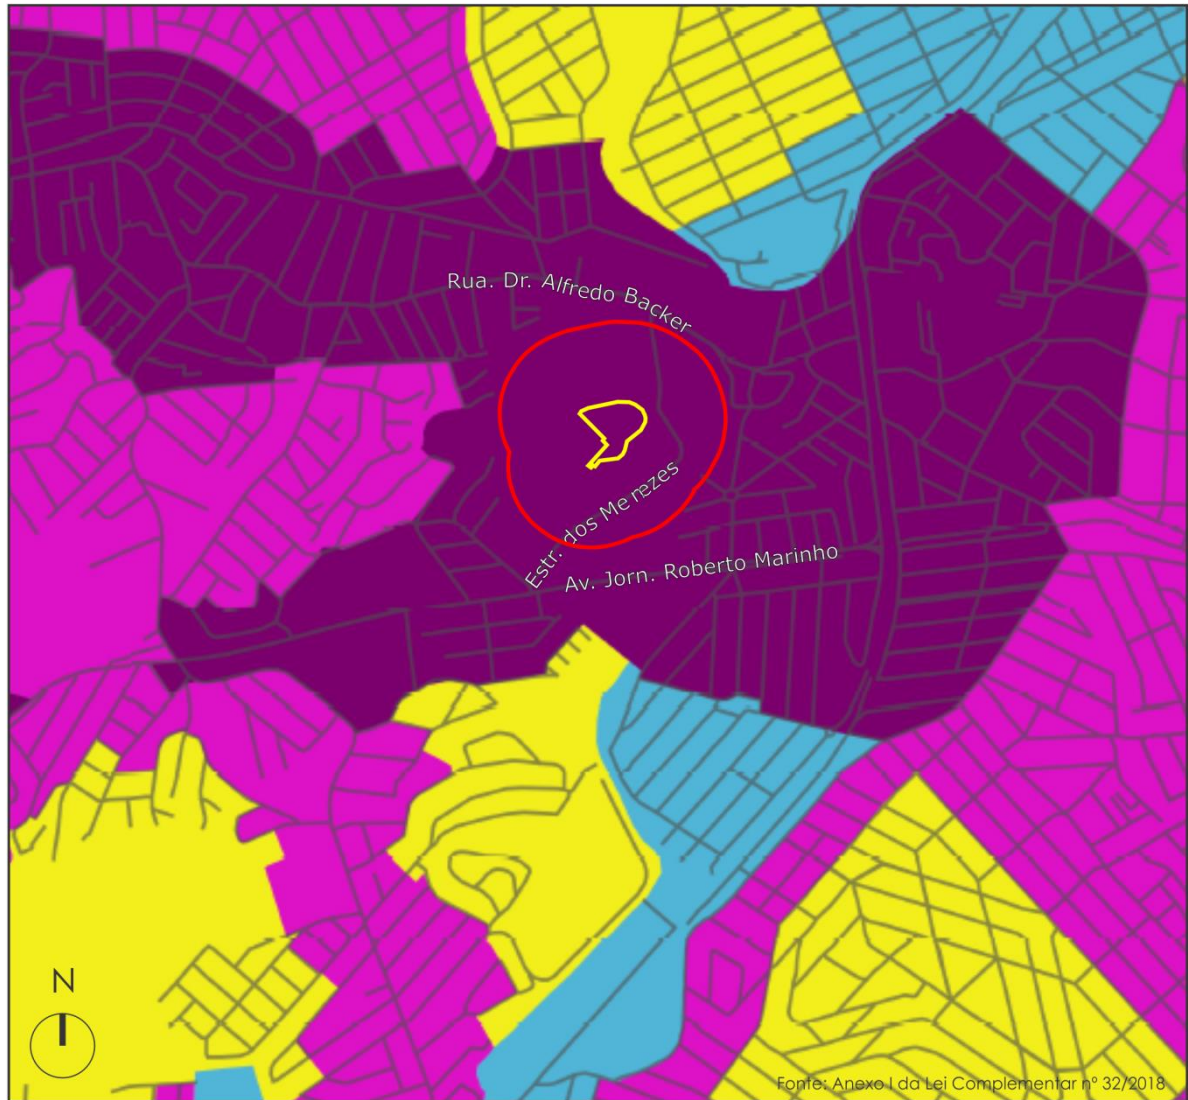 Rua. Dr. Alfredo Backer
Estr. dos Menezes
Av. Jorn. Roberto Marinho
N
Fonte: Anexo I da Lei Complementar nº 32/2018